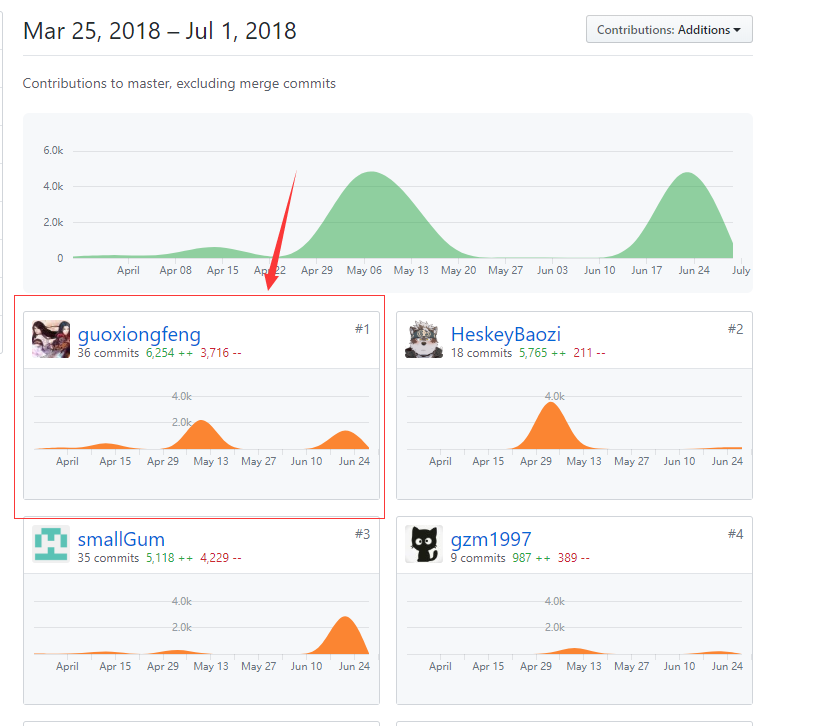 Mar 25, 2018 – Jul 1, 2018
Contributions: Additions
Contributions to master, excluding merge commits
6.0k
4.0k
2.0k
0
April Apr 08 Apr 15 Apr 22 Apr 29 May 06 May 13 May 20 May 27 Jun 03 Jun 10 Jun 17 Jun 24 July
guoxiongfeng #1
36 commits 6,254 ++ 3,716 --
4.0k
2.0k
April Apr 15 Apr 29 May 13 May 27 Jun 10 Jun 24
HeskeyBaozi #2
18 commits 5,765 ++ 211 --
4.0k
April Apr 15 Apr 29 May 13 May 27 Jun 10 Jun 24
smallGum #3
35 commits 5,118 ++ 4,229 --
4.0k
2.0k
April Apr 15 Apr 29 May 13 May 27 Jun 10 Jun 24
gzm1997 #4
9 commits 987 ++ 389 --
4.0k
2.0k
April Apr 15 Apr 29 May 13 May 27 Jun 10 Jun 24